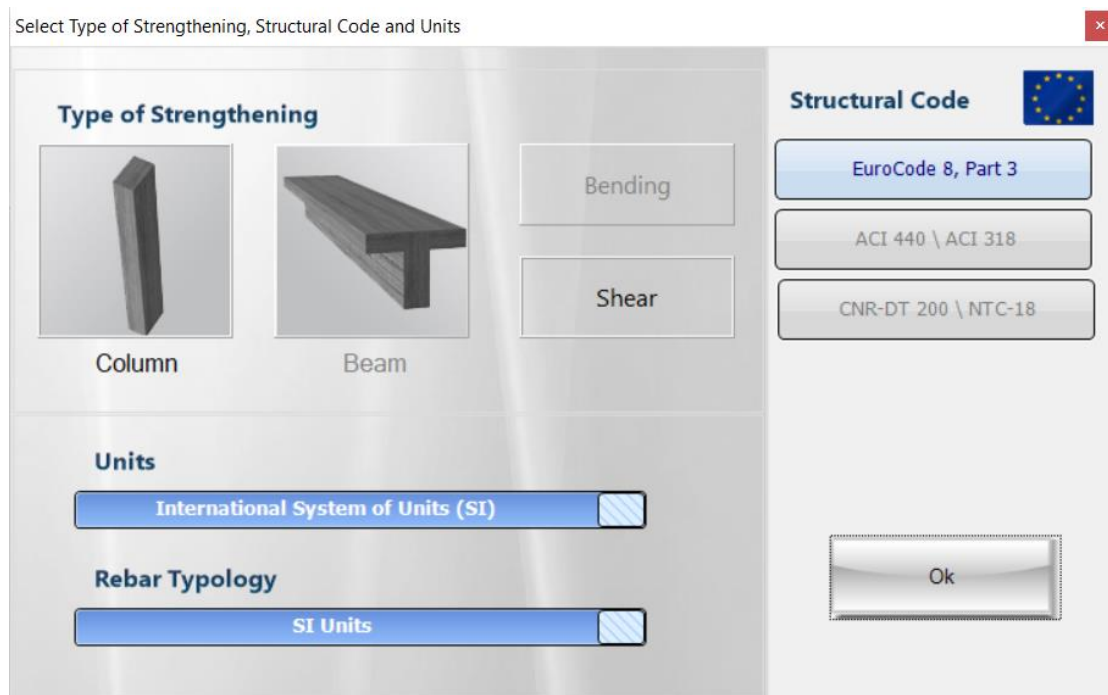 Select Type of Strengthening, Structural Code and Units
Type of Strengthening
Column
Beam
Bending
Shear
Structural Code
EuroCode 8, Part 3
ACI 440 \ ACI 318
CNR-DT 200 \ NTC-18
Units
International System of Units (SI)
Rebar Typology
SI Units
Ok